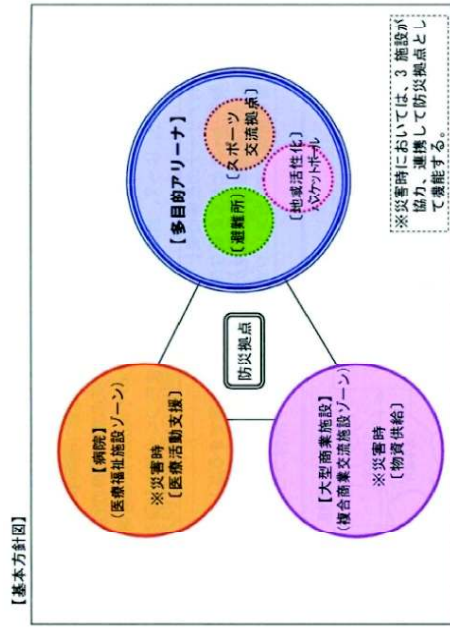 【基本方針図】
【病院】
(医療福祉施設ゾーン)
※災害時
〔医療活動支援〕
防災拠点
【大型商業施設】
(複合商業交流施設ゾーン)
※災害時
〔物資供給〕
【多目的アリーナ】
〔避難所〕
〔スポーツ
交流拠点〕
〔地域活性化〕
バスケットボール
※災害時においては、3 施設が
協力、連携して防災拠点とし
て機能する。